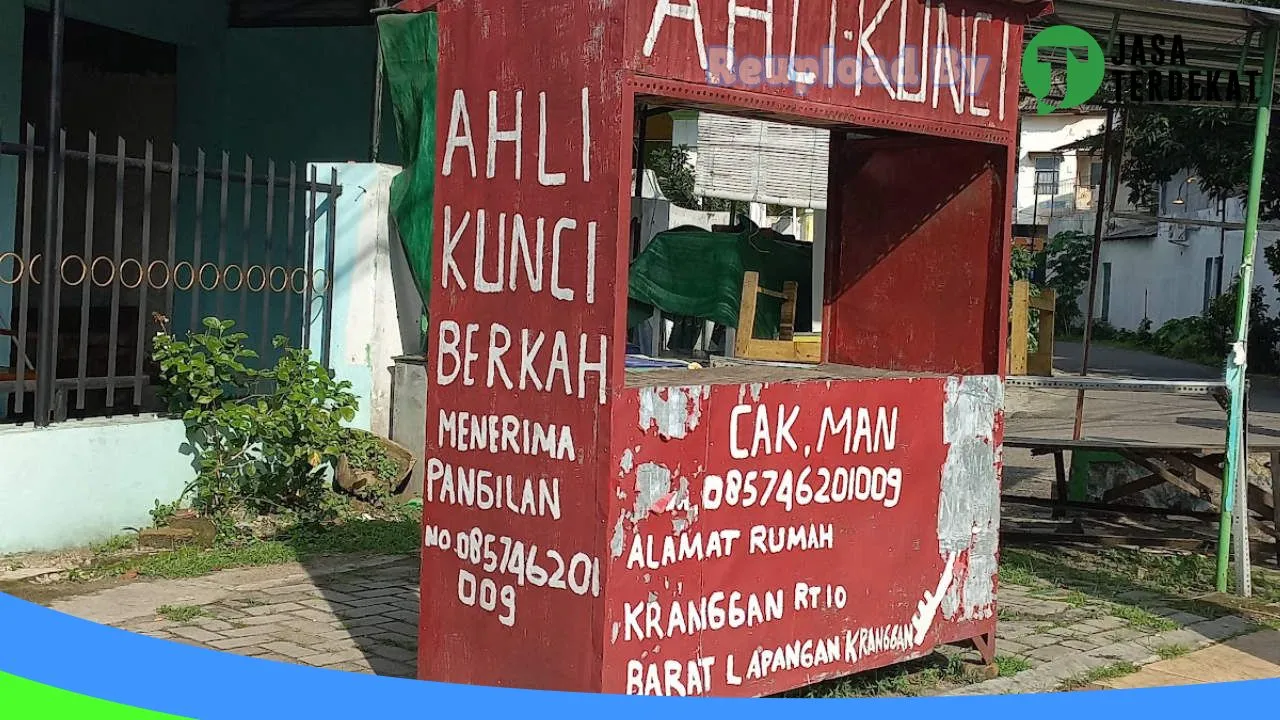 AHLI·KUNCI
Reupload By
JASA
TERDEKAT
AHLI
KUNCI
BERKAH
MENERIMA
PANGILAN
NO.085746201
009
CAK,MAN
085746201009
ALAMAT RUMAH
KRANGGAN RT 10
BARAT LAPANGAN KRANGGAN